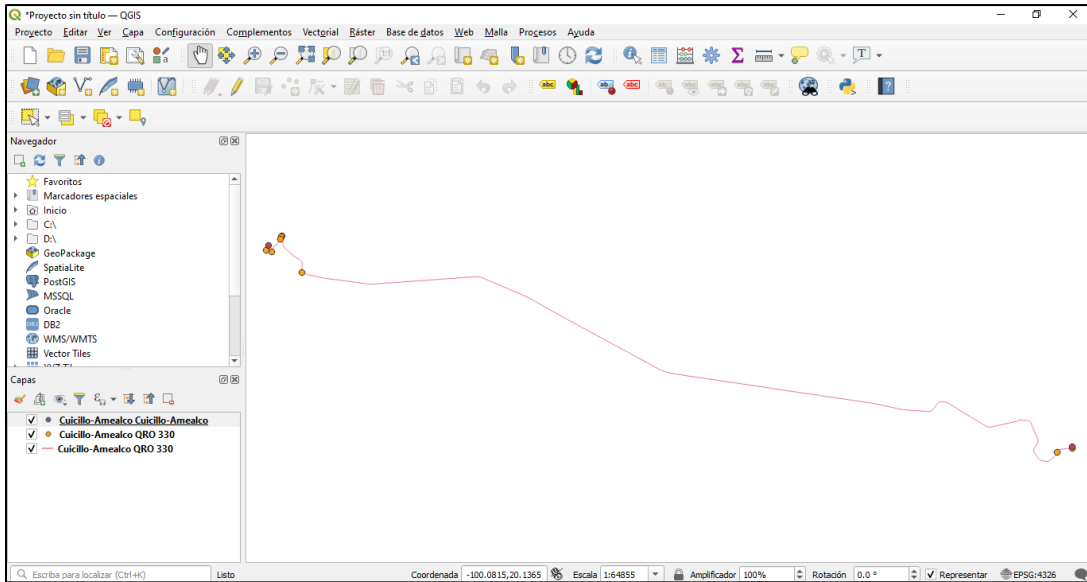 *Proyecto sin título — QGIS
Proyecto Editar Ver Capa Configuración Complementos Vectorial Ráster Base de datos Web Malla Procesos Ayuda
abc ab abc
Navegador
Favoritos
Marcadores espaciales
Inicio
C:\
D:\
GeoPackage
SpatiaLite
PostGIS
MSSQL
Oracle
DB2
WMS/WMTS
Vector Tiles
Capas
Cuicillo-Amealco Cuicillo-Amealco
Cuicillo-Amealco QRO 330
Cuicillo-Amealco QRO 330
Escriba para localizar (Ctrl+K) Listo Coordenada -100.0815,20.1365 Escala 1:64855 Amplificador 100% Rotación 0.0 ° Representar EPSG:4326